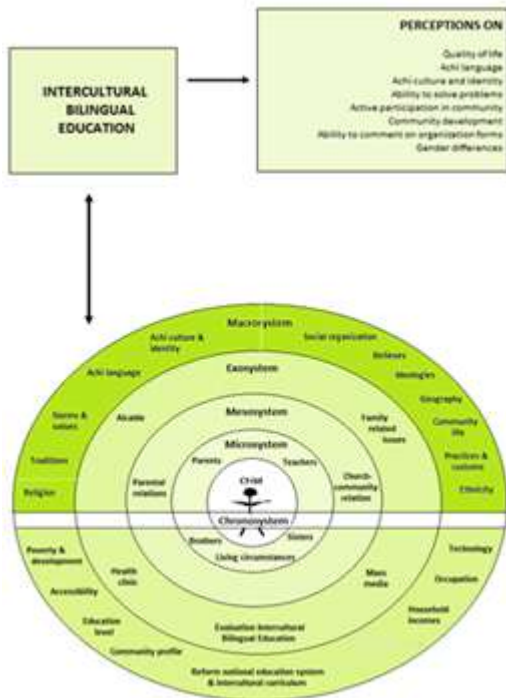 PERCEPTIONS ON
Quality of life
Achi language
Achi culture and identity
Ability to solve problems
Active participation in community
Community development
Ability to comment on organization forms
Gender differences
INTERCULTURAL
BILINGUAL
EDUCATION
Macrosystem
Achi culture &
identity
Social organization
Believes
Achi language
Ideologies
Geography
Norms &
values
Community
life
Traditions
Practices &
customs
Religion
Ethnicity
Exosystem
Alcalde
Family
related
issues
Mesosystem
Parental
relations
Church-
community
relation
Microsystem
Parents
Teachers
Child
Chronosystem
Brothers
Sisters
Living circumstances
Poverty &
development
Technology
Health
clinic
Mass
media
Accessibility
Occupation
Education
level
Household
incomes
Evaluation Intercultural
Bilingual Education
Community profile
Reform national education system
& intercultural curriculum